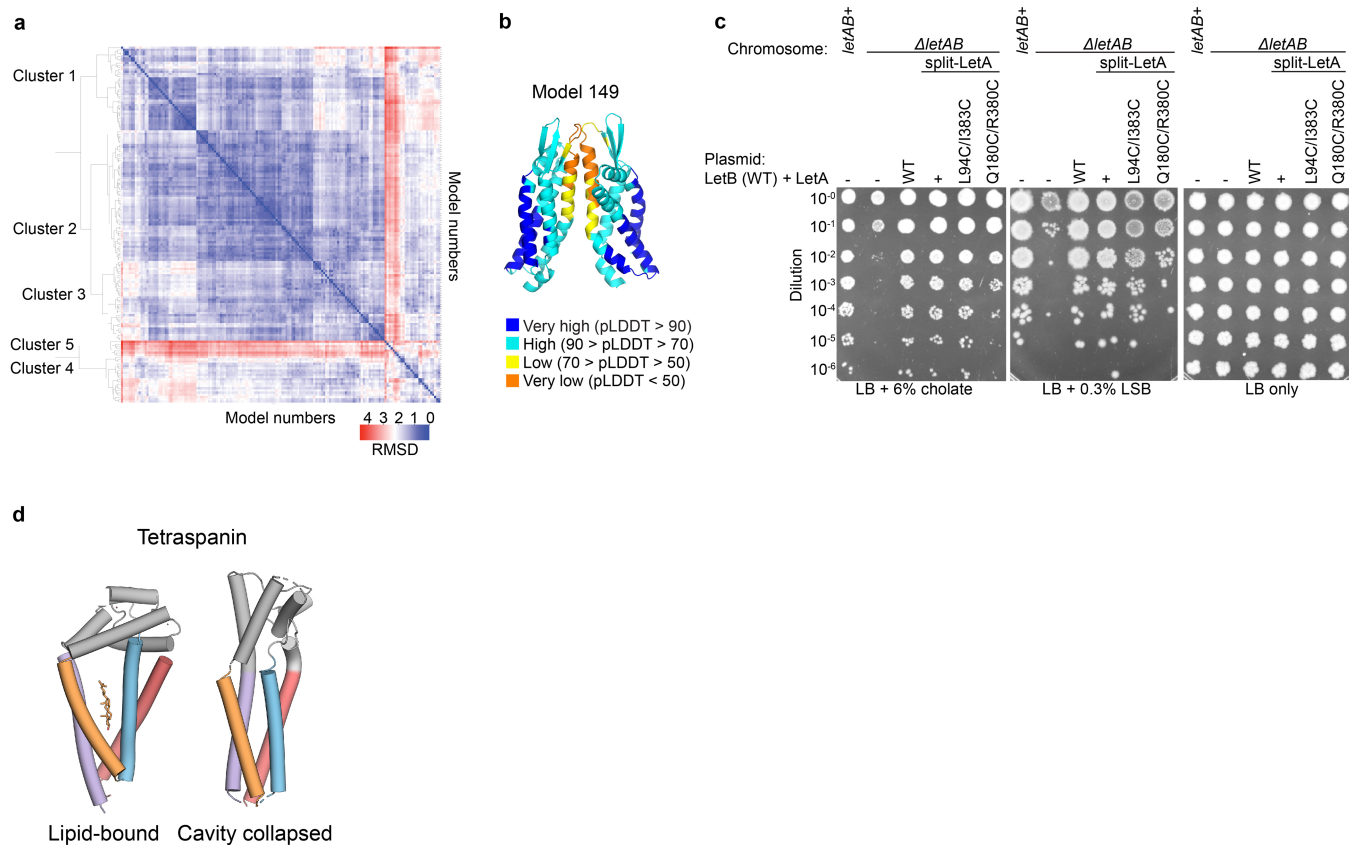 a
Cluster 1
Cluster 2
Cluster 3
Cluster 5
Cluster 4
Model numbers
Model numbers
4 3 2 1 0
RMSD
b
Model 149
Very high (pLDDT > 90)
High (90 > pLDDT > 70)
Low (70 > pLDDT > 50)
Very low (pLDDT < 50)
c
Chromosome:
letAB+ ΔletAB letAB+ ΔletAB letAB+ ΔletAB
split-LetA split-LetA split-LetA
Plasmid:
LetB (WT) + LetA
- - WT + L94C/I383C Q180C/R380C - - WT + L94C/I383C Q180C/R380C - - WT + L94C/I383C Q180C/R380C
Dilution
10-0
10-1
10-2
10-3
10-4
10-5
10-6
LB + 6% cholate LB + 0.3% LSB LB only
d
Tetraspanin
Lipid-bound Cavity collapsed